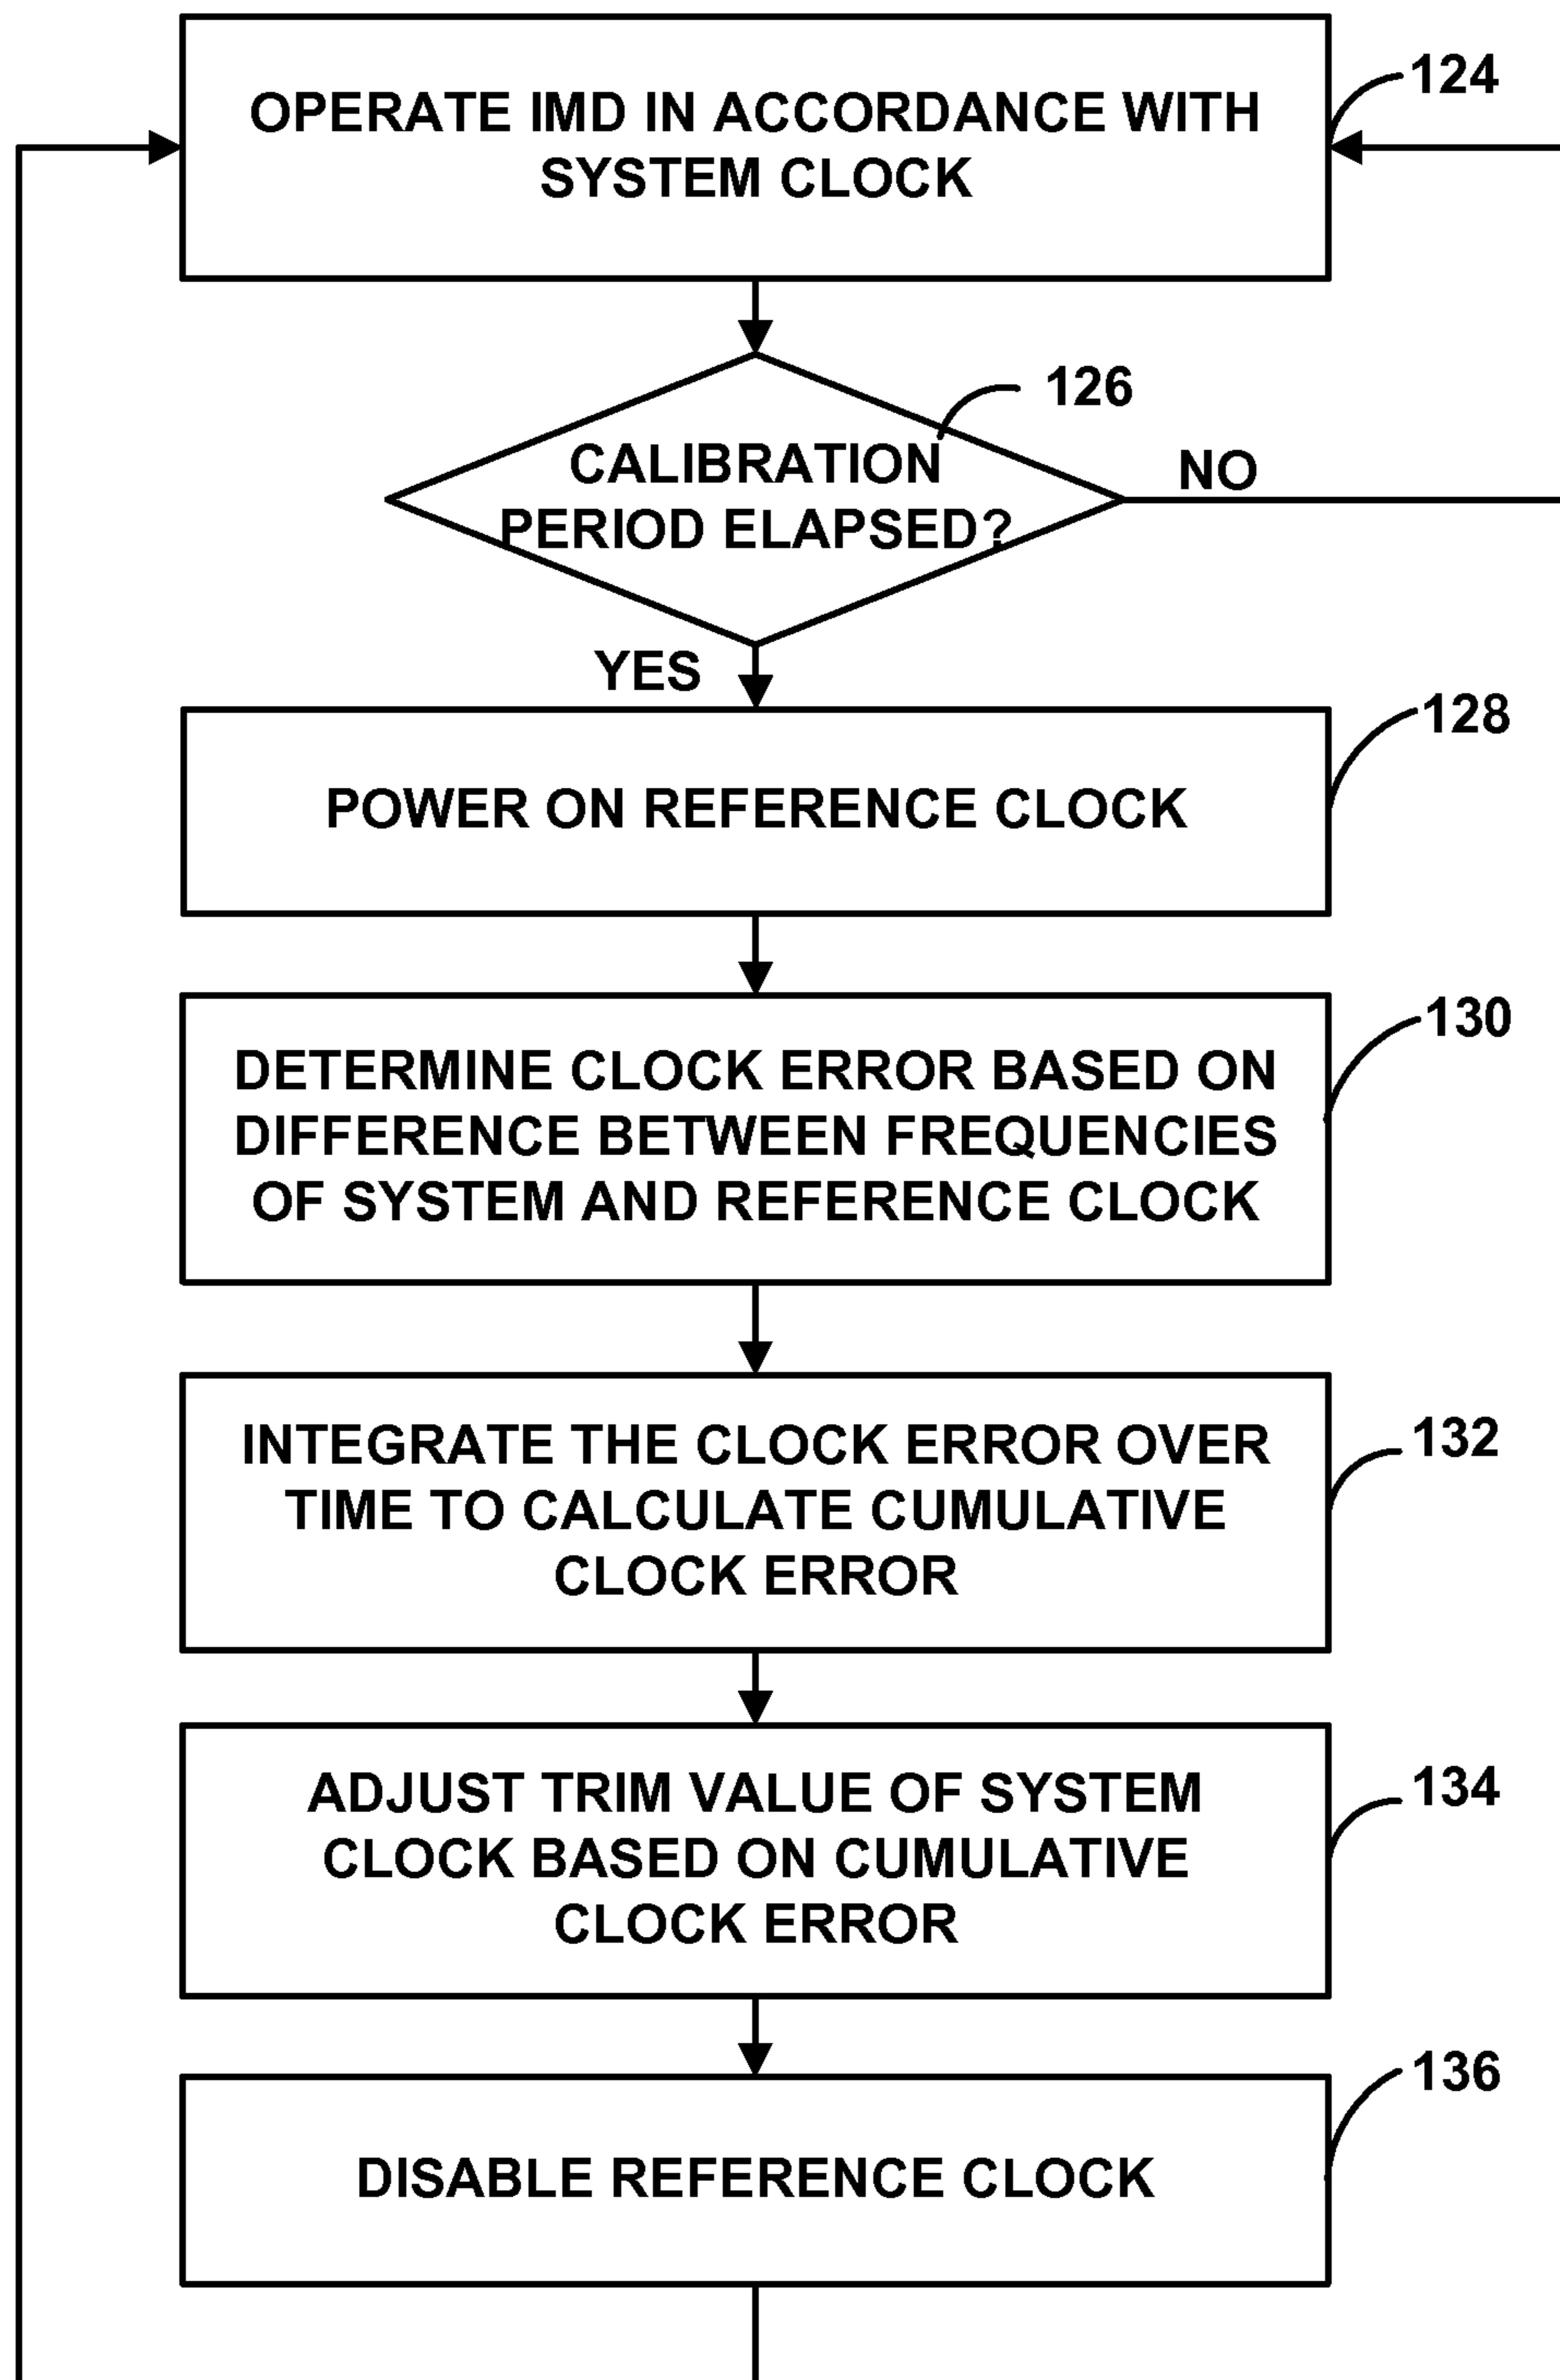 124
OPERATE IMD IN ACCORDANCE WITH
SYSTEM CLOCK
126
CALIBRATION
PERIOD ELAPSED?
NO
YES
128
POWER ON REFERENCE CLOCK
130
DETERMINE CLOCK ERROR BASED ON
DIFFERENCE BETWEEN FREQUENCIES
OF SYSTEM AND REFERENCE CLOCK
132
INTEGRATE THE CLOCK ERROR OVER
TIME TO CALCULATE CUMULATIVE
CLOCK ERROR
134
ADJUST TRIM VALUE OF SYSTEM
CLOCK BASED ON CUMULATIVE
CLOCK ERROR
136
DISABLE REFERENCE CLOCK